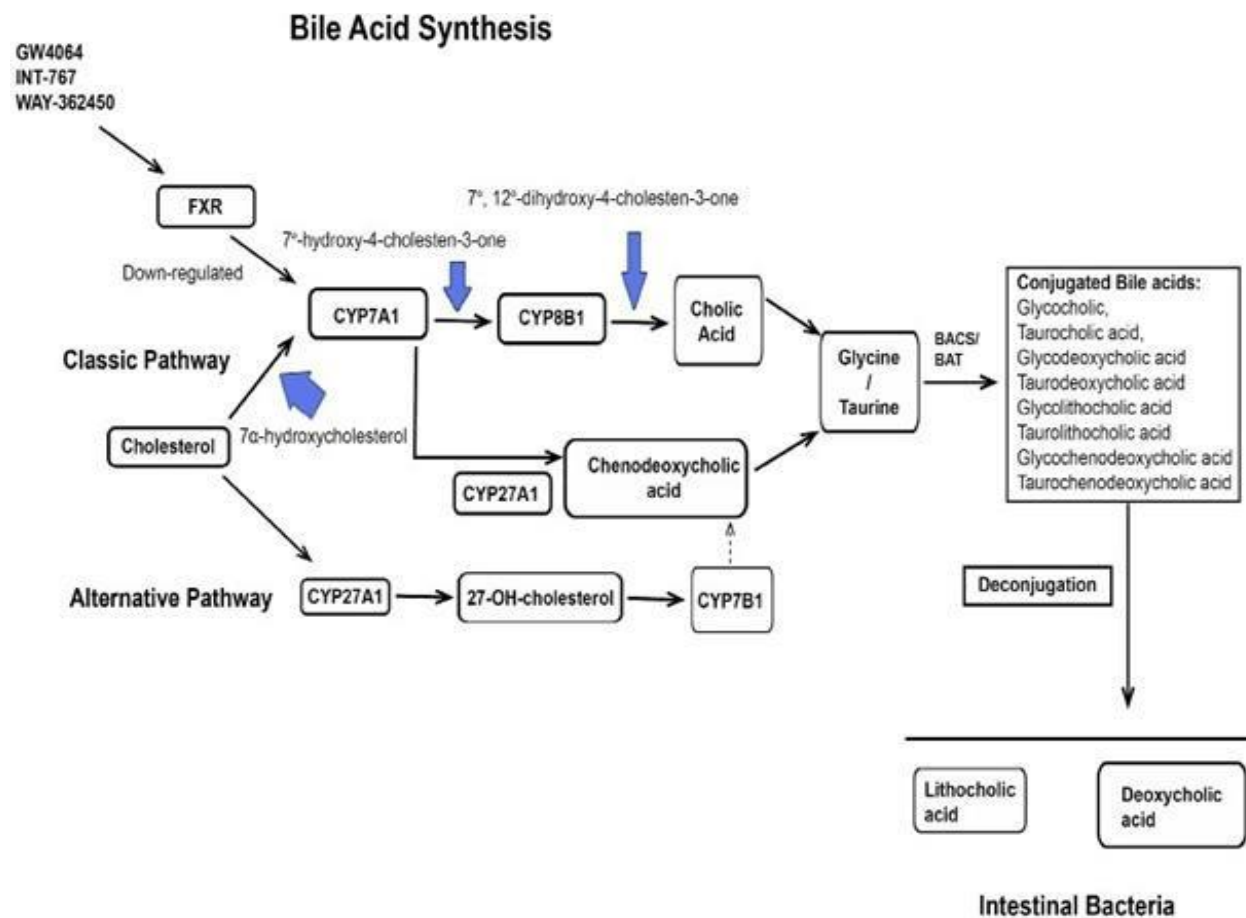 Bile Acid Synthesis
GW4064
INT-767
WAY-362450
FXR
Down-regulated
7°-hydroxy-4-cholesten-3-one
7°, 12°-dihydroxy-4-cholesten-3-one
CYP7A1
CYP8B1
Cholic
Acid
Classic Pathway
7α-hydroxycholesterol
Cholesterol
CYP27A1
Chenodeoxycholic
acid
Glycine
/
Taurine
BACS/
BAT
Conjugated Bile acids:
Glycocholic,
Taurocholic acid,
Glycodeoxycholic acid
Taurodeoxycholic acid
Glycolithocholic acid
Taurolithocholic acid
Glycochenodeoxycholic acid
Taurochenodeoxycholic acid
Alternative Pathway
CYP27A1
27-OH-cholesterol
CYP7B1
Deconjugation
Lithocholic
acid
Deoxycholic
acid
Intestinal Bacteria